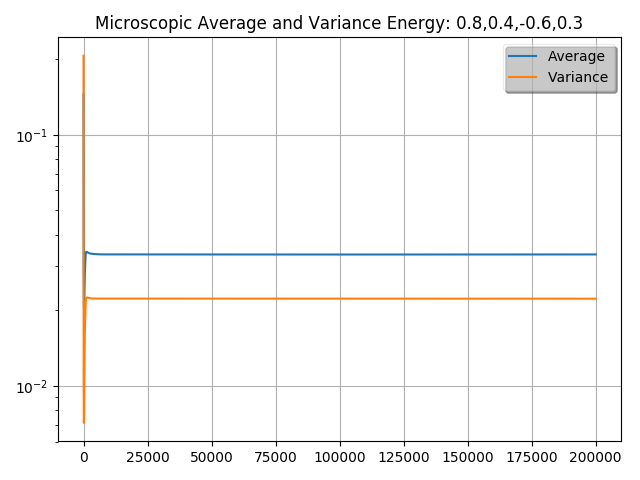 Microscopic Average and Variance Energy: 0.8,0.4,-0.6,0.3
Average
Variance
10⁻¹
10⁻²
0 25000 50000 75000 100000 125000 150000 175000 200000